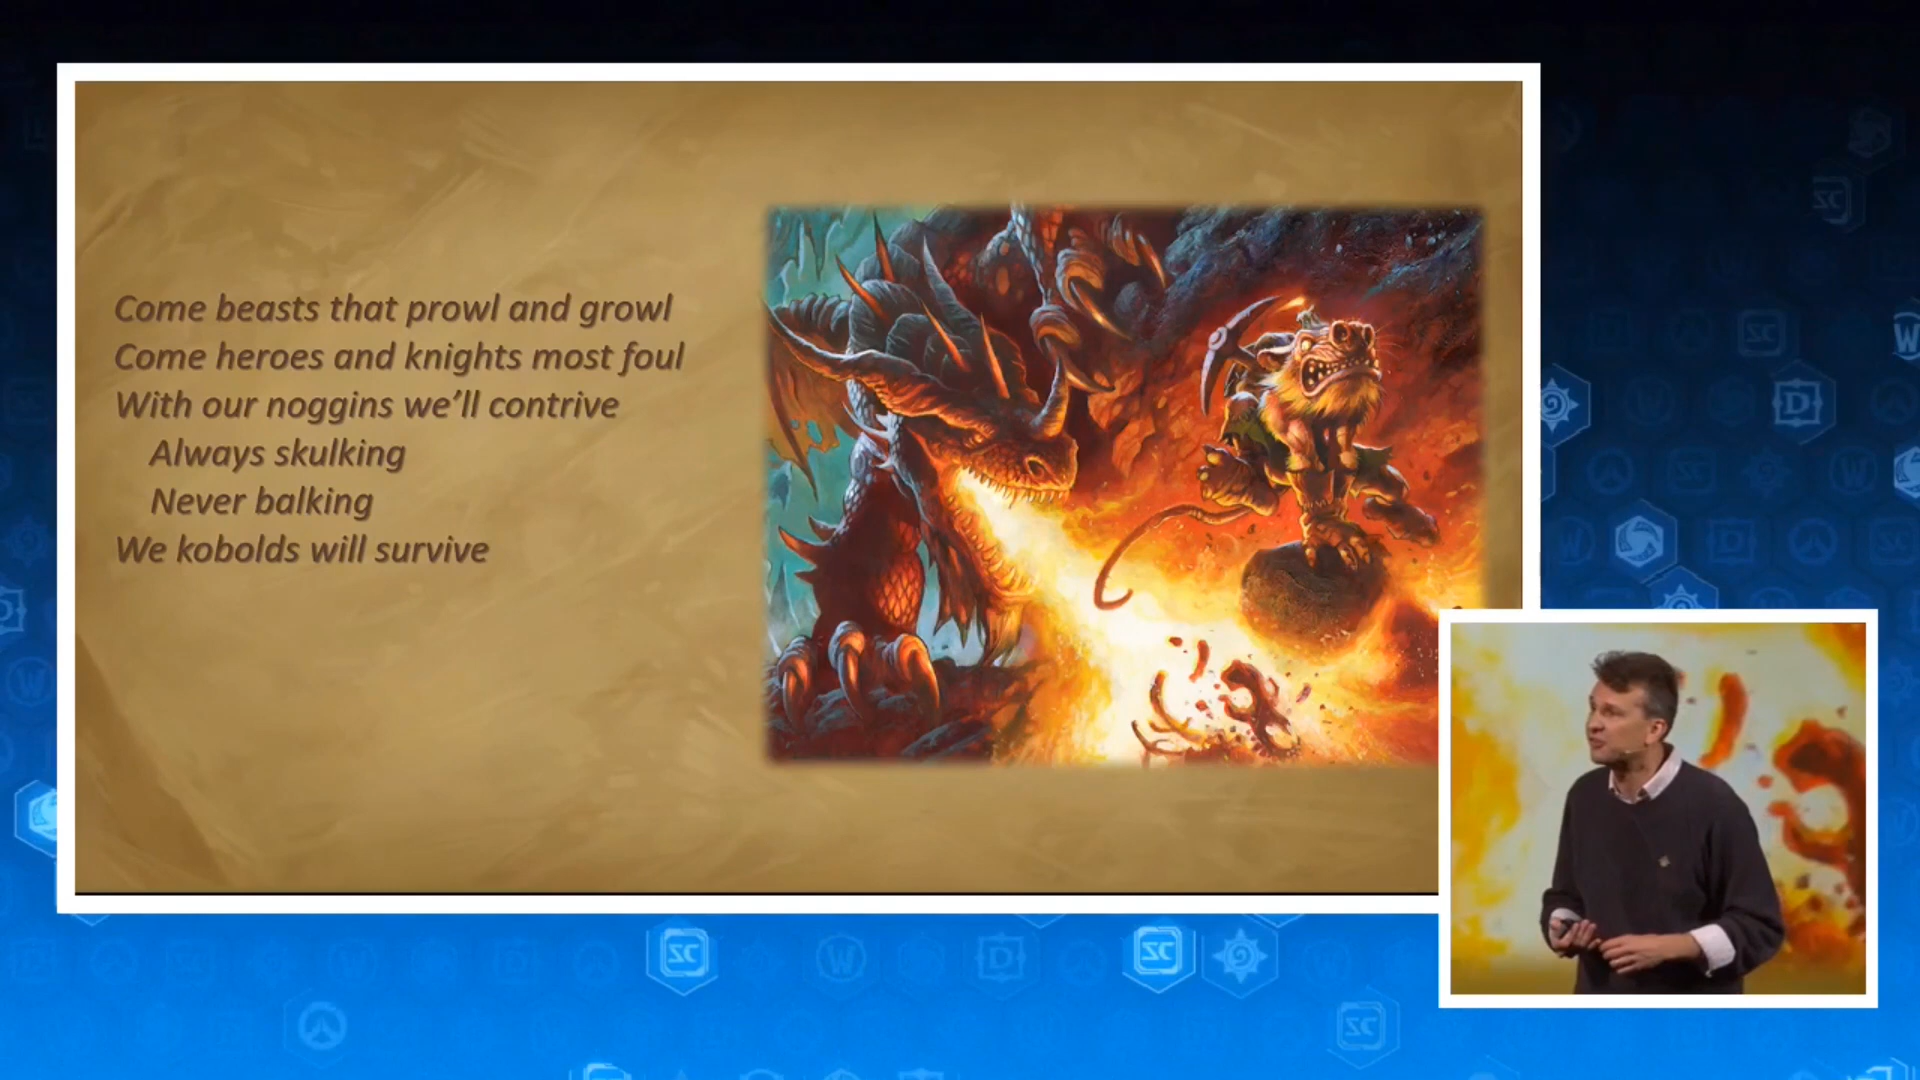 Come beasts that prowl and growl
Come heroes and knights most foul
With our noggins we’ll contrive
Always skulking
Never balking
We kobolds will survive